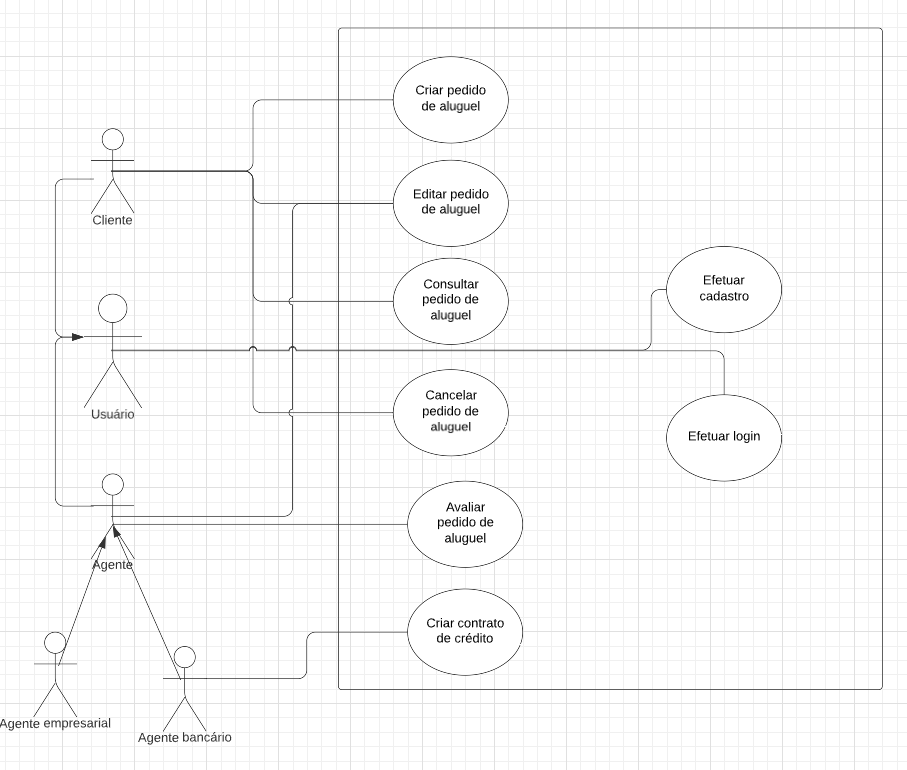 Criar pedido
de aluguel
Cliente
Editar pedido
de aluguel
Consultar
pedido de
aluguel
Efetuar
cadastro
Usuário
Cancelar
pedido de
aluguel
Efetuar login
Agente
Avaliar
pedido de
aluguel
Criar contrato
de crédito
Agente empresarial
Agente bancário